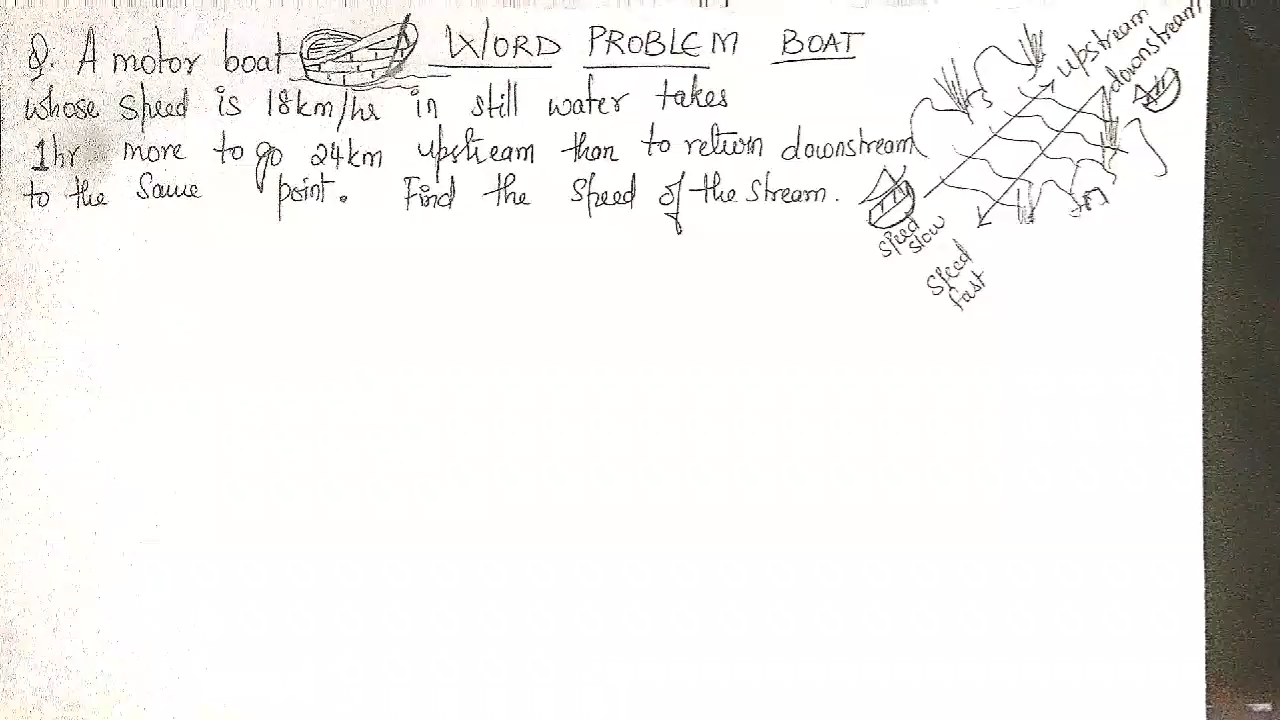 Q. A motor boat WORD PROBLEM BOAT
whose speed is 18km/hr in still water takes
1hr more to go 24km upstream than to return downstream
to the same point. Find the speed of the stream.
upstream
downstream
speed
slow
speed
fast